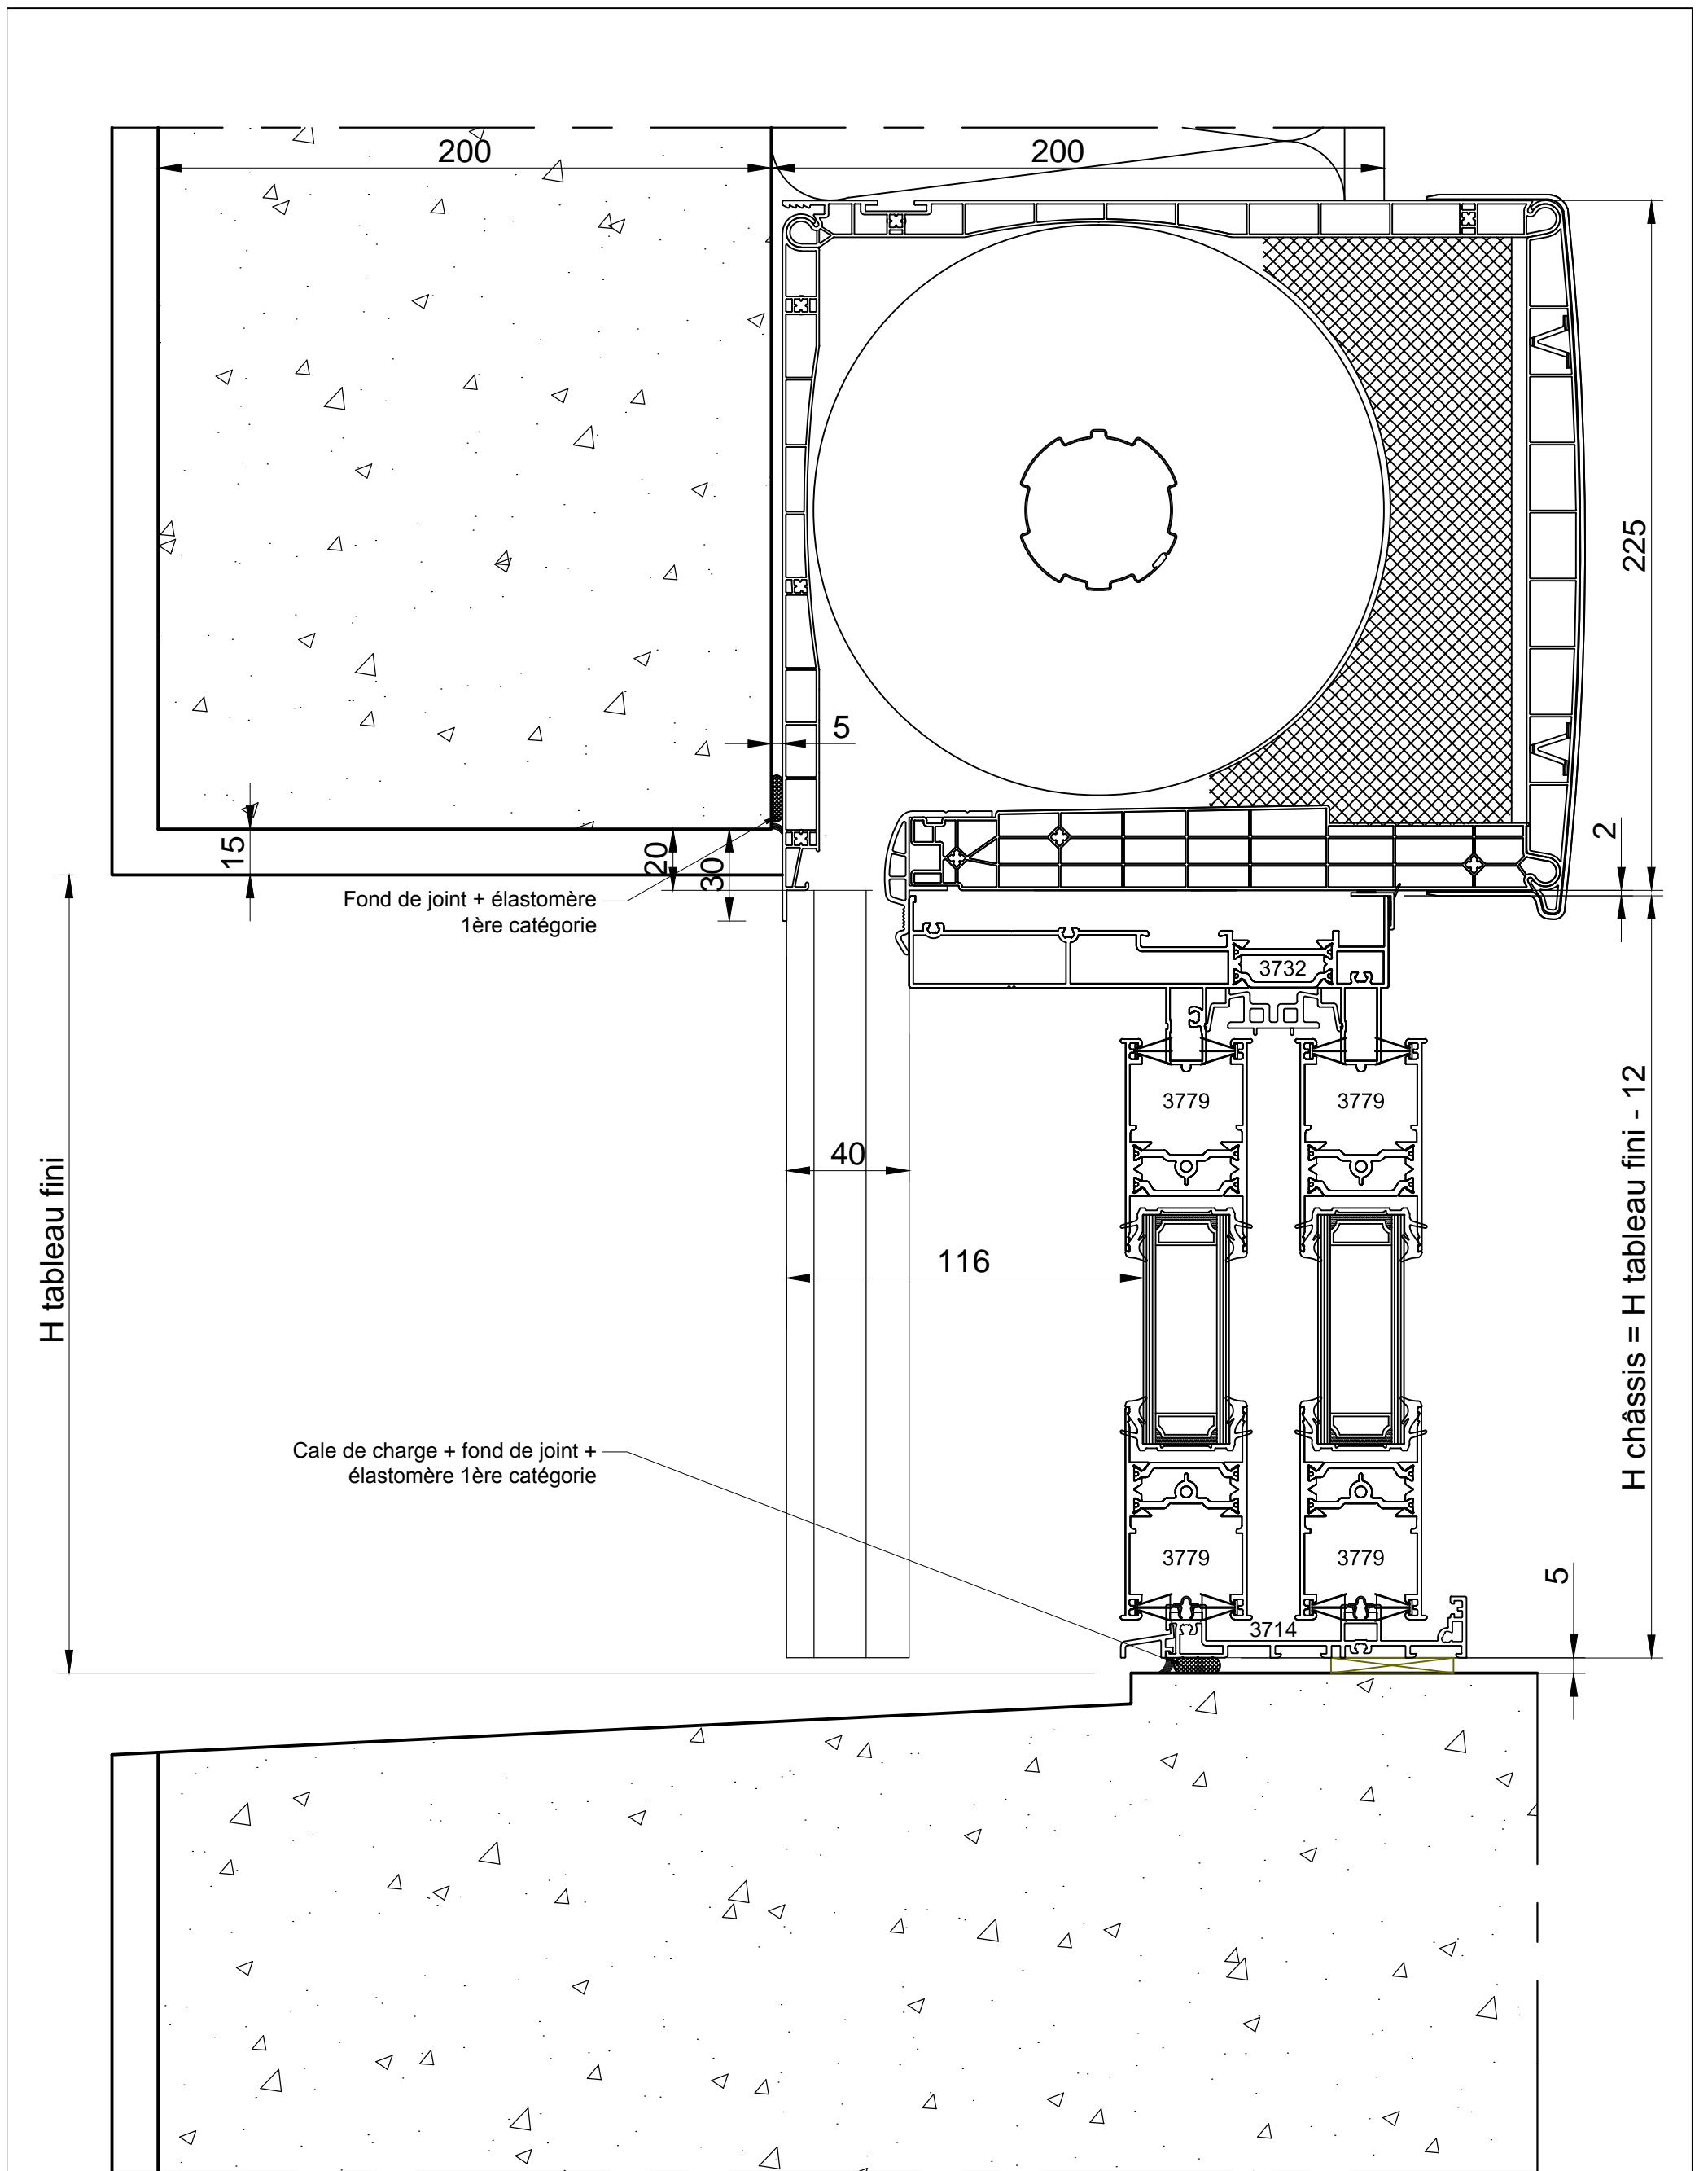 200
200
225
5
15
20
30
2
Fond de joint + élastomère
1ère catégorie
3732
3779
3779
40
H tableau fini
H châssis = H tableau fini - 12
116
Cale de charge + fond de joint +
élastomère 1ère catégorie
3779
3779
5
3714